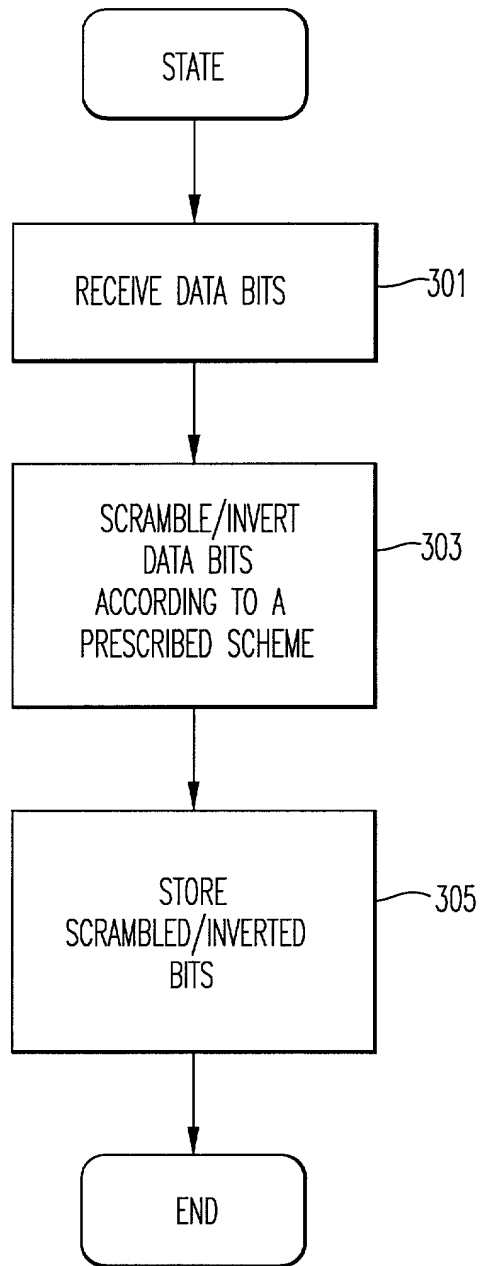 STATE
RECEIVE DATA BITS
301
SCRAMBLE/INVERT
DATA BITS
ACCORDING TO A
PRESCRIBED SCHEME
303
STORE
SCRAMBLED/INVERTED
BITS
305
END